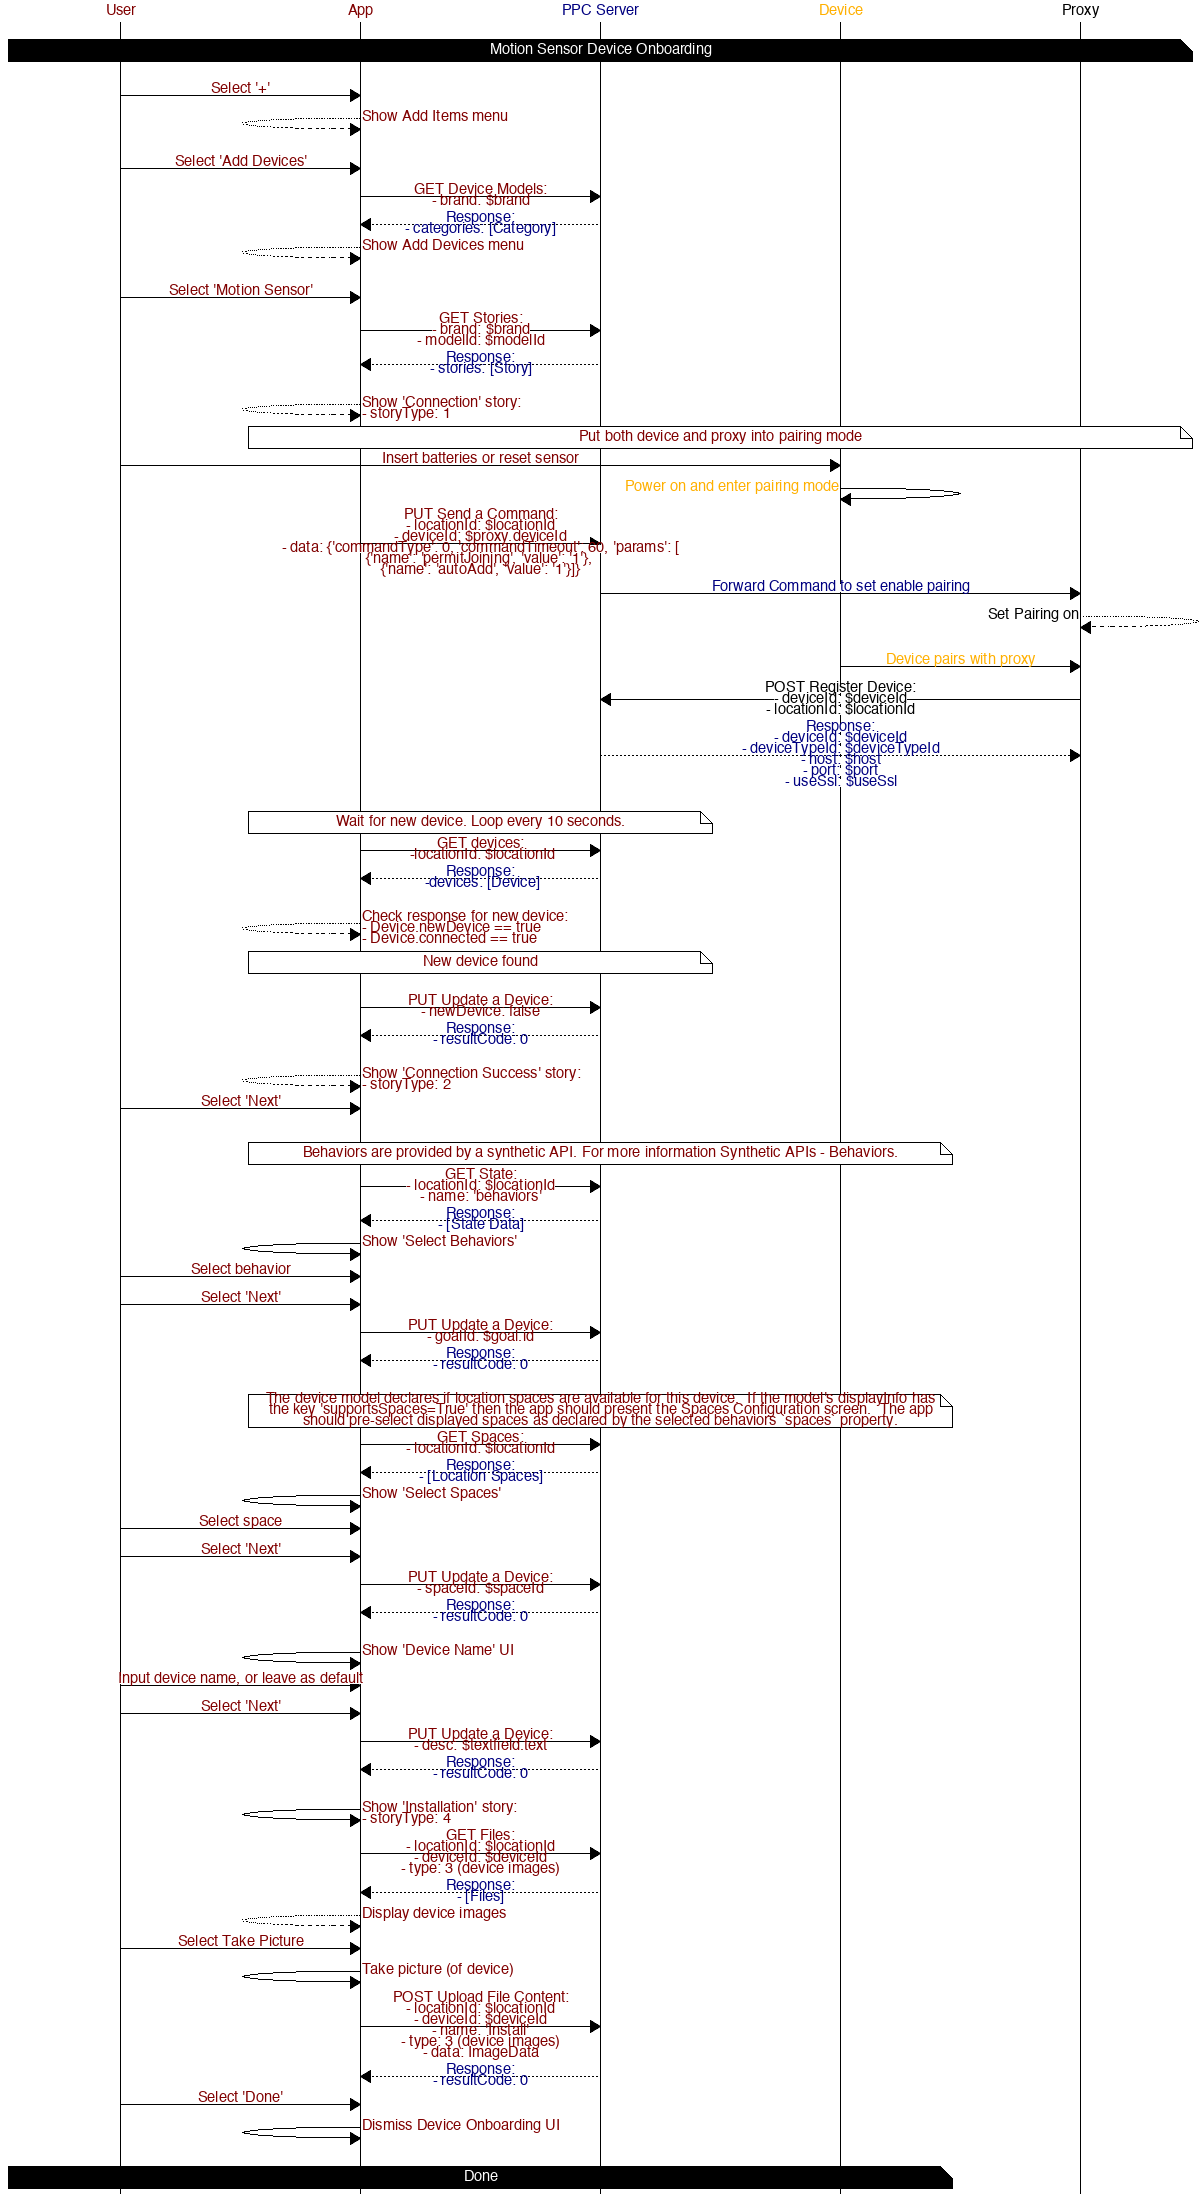 User App PPC Server Device Proxy
Motion Sensor Device Onboarding
Select '+'
Show Add Items menu
Select 'Add Devices'
GET Device Models:
- brand: $brand
Response:
- categories: [Category]
Show Add Devices menu
Select 'Motion Sensor'
GET Stories:
- brand: $brand
- modelId: $modelId
Response:
- stories: [Story]
Show 'Connection' story:
- storyType: 1
Put both device and proxy into pairing mode
Insert batteries or reset sensor
Power on and enter pairing mode
PUT Send a Command:
- locationId: $locationId
- deviceId: $proxy.deviceId
- data: {'commandType': 0, 'commandTimeout': 60, 'params': [
{'name': 'permitJoining', 'value': '1'},
{'name': 'autoAdd', 'value': '1'}]}
Forward Command to set enable pairing
Set Pairing on
Device pairs with proxy
POST Register Device:
- deviceId: $deviceId
- locationId: $locationId
Response:
- deviceId: $deviceId
- deviceTypeId: $deviceTypeId
- host: $host
- port: $port
- useSsl: $useSsl
Wait for new device. Loop every 10 seconds.
GET devices:
-locationId: $locationId
Response:
-devices: [Device]
Check response for new device:
- Device.newDevice == true
- Device.connected == true
New device found
PUT Update a Device:
- newDevice: false
Response:
- resultCode: 0
Show 'Connection Success' story:
- storyType: 2
Select 'Next'
Behaviors are provided by a synthetic API. For more information Synthetic APIs - Behaviors.
GET State:
- locationId: $locationId
- name: 'behaviors'
Response:
- [State Data]
Show 'Select Behaviors'
Select behavior
Select 'Next'
PUT Update a Device:
- goalId: $goal.id
Response:
- resultCode: 0
The device model declares if location spaces are available for this device. If the model's displayInfo has
the key 'supportsSpaces=True' then the app should present the Spaces Configuration screen. The app
should pre-select displayed spaces as declared by the selected behaviors 'spaces' property.
GET Spaces:
- locationId: $locationId
Response:
- [Location Spaces]
Show 'Select Spaces'
Select space
Select 'Next'
PUT Update a Device:
- spaceId: $spaceId
Response:
- resultCode: 0
Show 'Device Name' UI
Input device name, or leave as default
Select 'Next'
PUT Update a Device:
- desc: $textfield.text
Response:
- resultCode: 0
Show 'Installation' story:
- storyType: 4
GET Files:
- locationId: $locationId
- deviceId: $deviceId
- type: 3 (device images)
Response:
- [Files]
Display device images
Select Take Picture
Take picture (of device)
POST Upload File Content:
- locationId: $locationId
- deviceId: $deviceId
- name: 'Install'
- type: 3 (device images)
- data: ImageData
Response:
- resultCode: 0
Select 'Done'
Dismiss Device Onboarding UI
Done